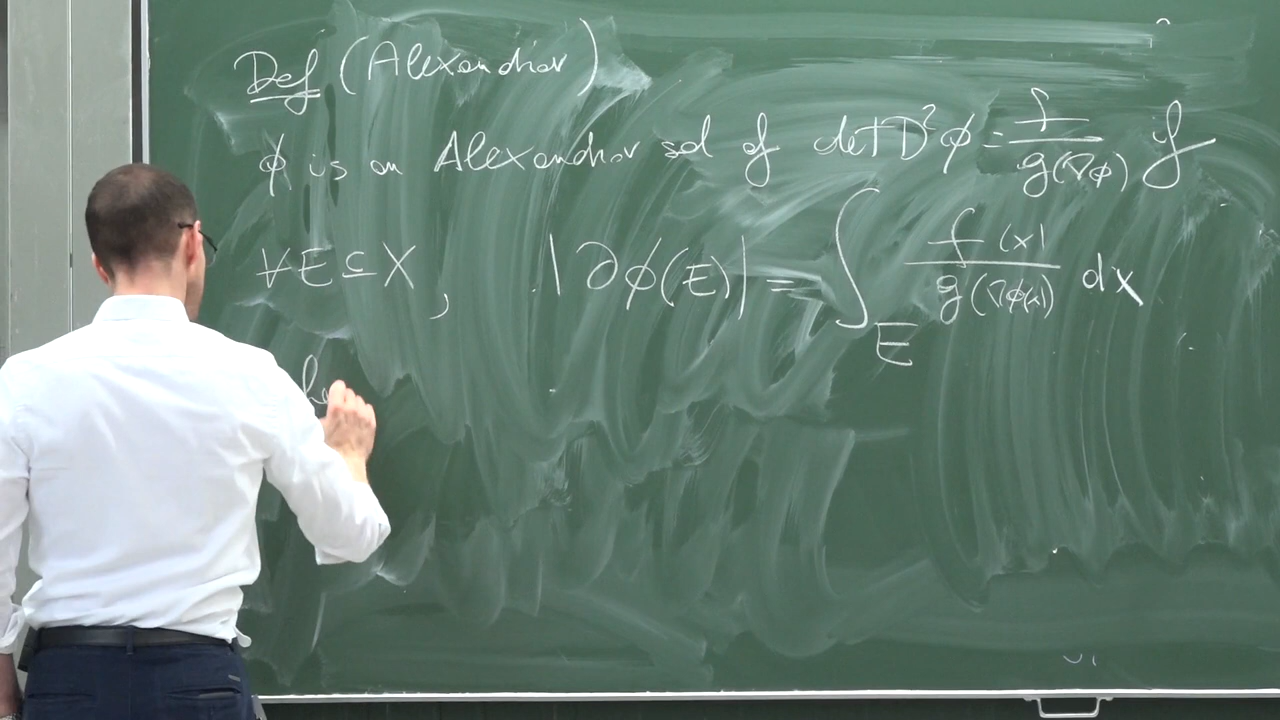 Def (Alexandrov)
ϕ is an Alexandrov sol of det D²ϕ = f / g(∇ϕ) if
∀ E ⊆ X, |∂ϕ(E)| = ∫_E f(x) / g(∇ϕ(x)) dx